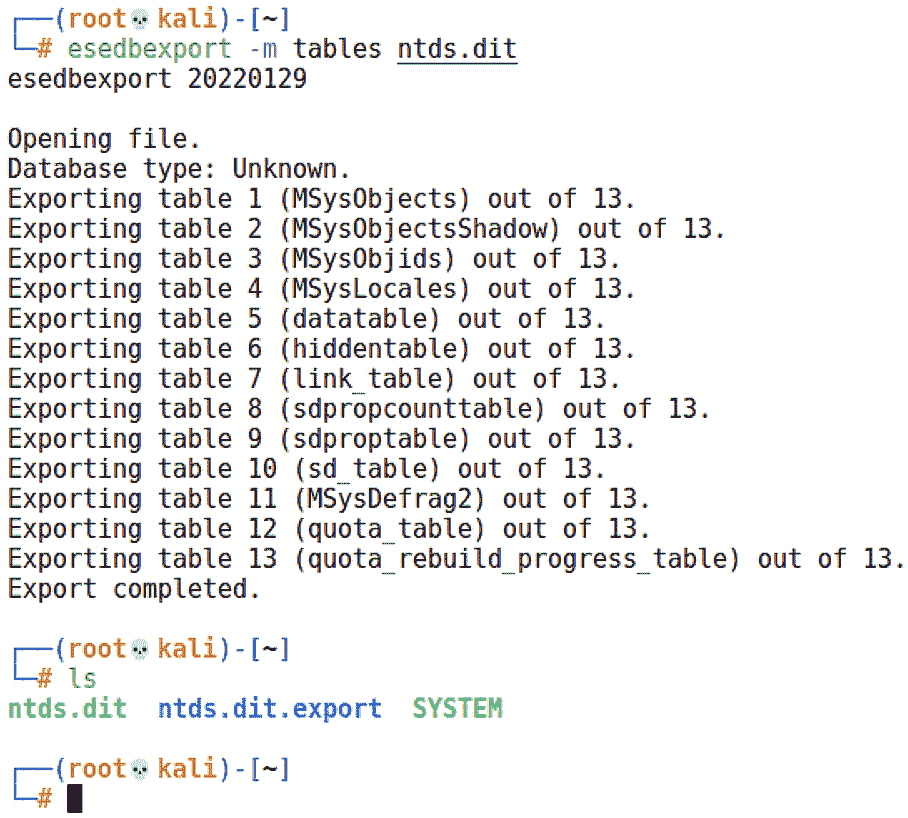 ┌──(root💀kali)-[~]
└─# esedbexport -m tables ntds.dit
esedbexport 20220129
Opening file.
Database type: Unknown.
Exporting table 1 (MSysObjects) out of 13.
Exporting table 2 (MSysObjectsShadow) out of 13.
Exporting table 3 (MSysObjids) out of 13.
Exporting table 4 (MSysLocales) out of 13.
Exporting table 5 (datatable) out of 13.
Exporting table 6 (hiddentable) out of 13.
Exporting table 7 (link_table) out of 13.
Exporting table 8 (sdpropcounttable) out of 13.
Exporting table 9 (sdproptable) out of 13.
Exporting table 10 (sd_table) out of 13.
Exporting table 11 (MSysDefrag2) out of 13.
Exporting table 12 (quota_table) out of 13.
Exporting table 13 (quota_rebuild_progress_table) out of 13.
Export completed.
┌──(root💀kali)-[~]
└─# ls
ntds.dit  ntds.dit.export  SYSTEM
┌──(root💀kali)-[~]
└─#